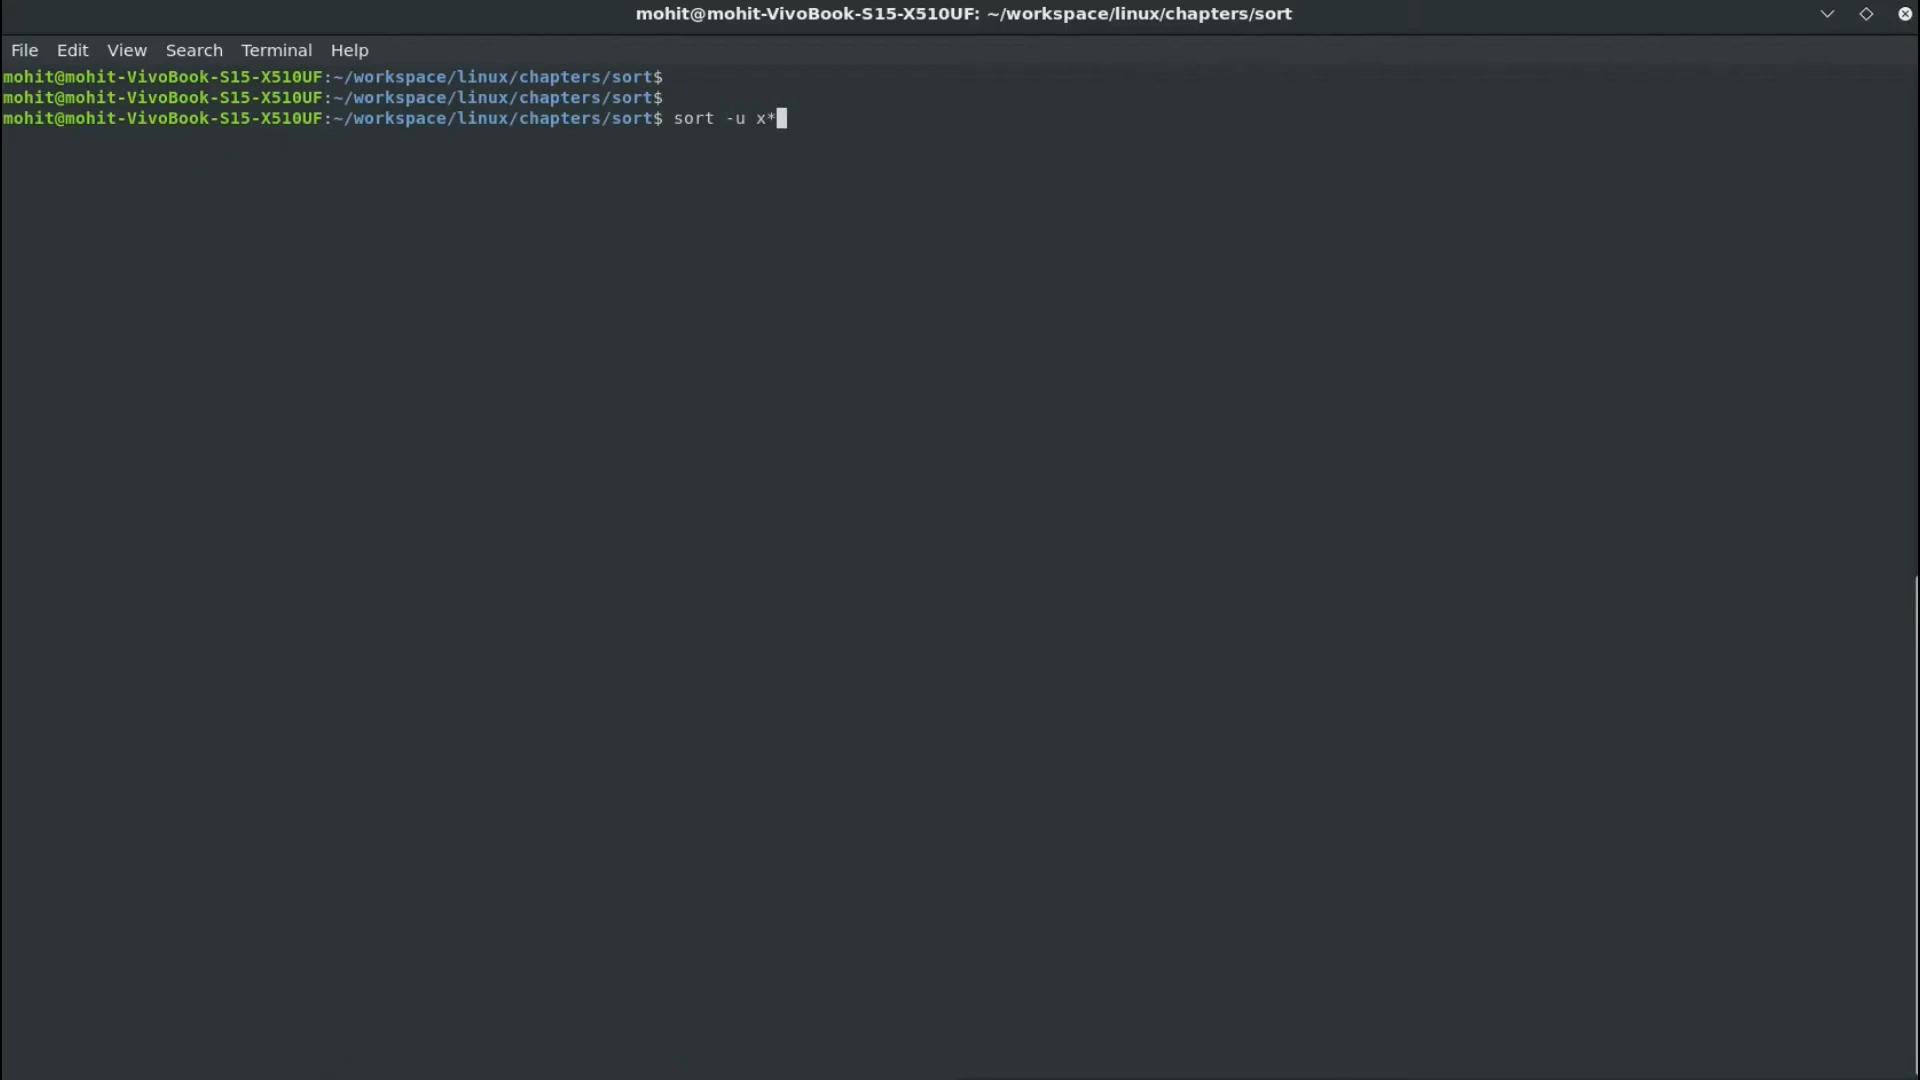 mohit@mohit-VivoBook-S15-X510UF: ~/workspace/linux/chapters/sort
File Edit View Search Terminal Help
mohit@mohit-VivoBook-S15-X510UF:~/workspace/linux/chapters/sort$
mohit@mohit-VivoBook-S15-X510UF:~/workspace/linux/chapters/sort$
mohit@mohit-VivoBook-S15-X510UF:~/workspace/linux/chapters/sort$ sort -u x*